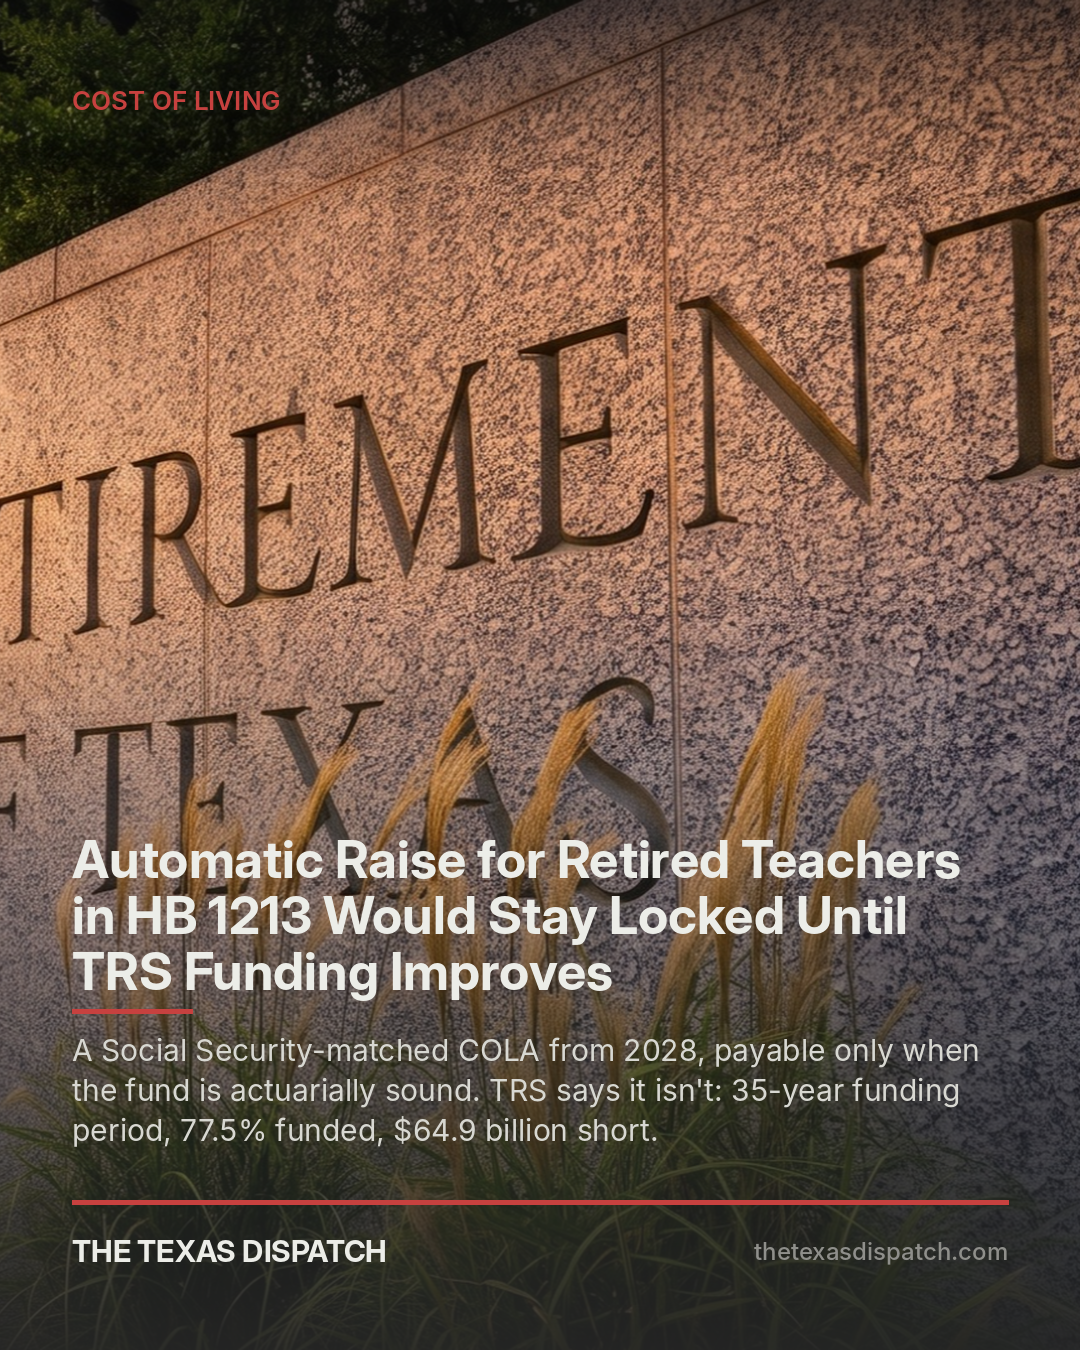 COST OF LIVING
TIREMENT
F TEXAS
Automatic Raise for Retired Teachers
in HB 1213 Would Stay Locked Until
TRS Funding Improves
A Social Security-matched COLA from 2028, payable only when
the fund is actuarially sound. TRS says it isn't: 35-year funding
period, 77.5% funded, $64.9 billion short.
THE TEXAS DISPATCH
thetexasdispatch.com